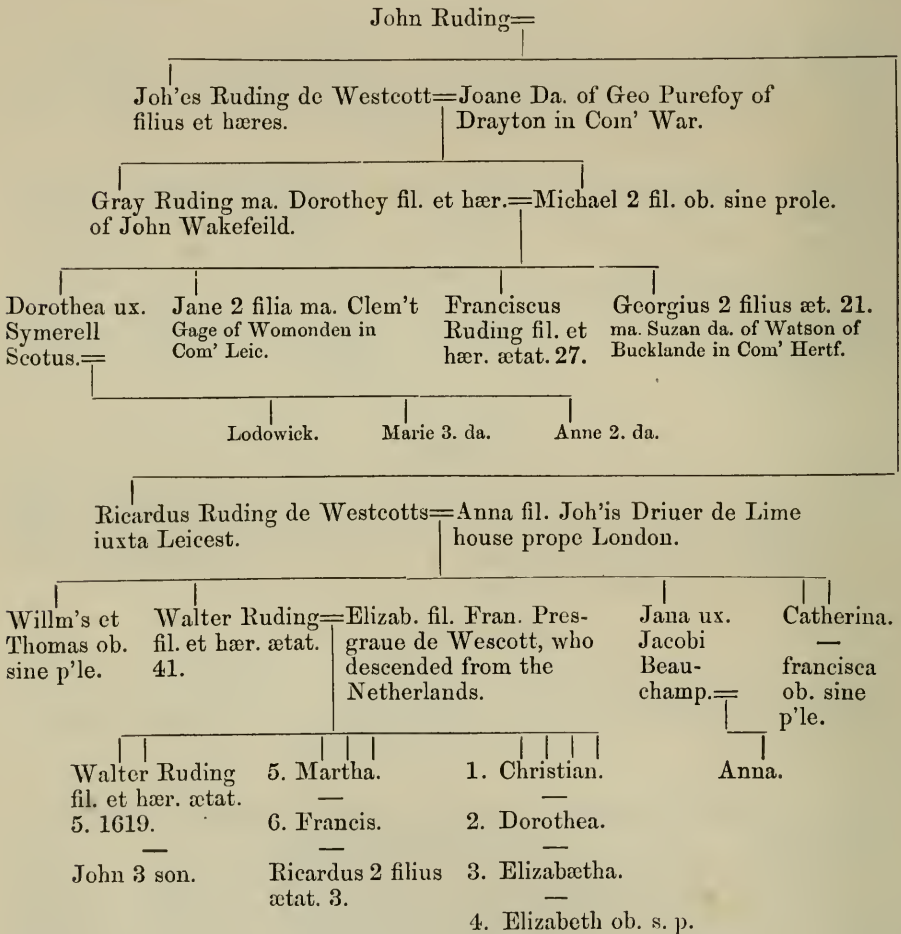 John Ruding=
Joh'es Ruding de Westcott=Joane Da. of Geo Purefoy of
filius et hæres. Drayton in Com' War.
Gray Ruding ma. Dorothey fil. et hær.=Michael 2 fil. ob. sine prole.
of John Wakefeild.
Dorothea ux.
Symerell
Scotus.=
Jane 2 filia ma. Clem't
Gage of Womonden in
Com' Leic.
Franciscus
Ruding fil. et
hær. ætat. 27.
Georgius 2 filius æt. 21.
ma. Suzan da. of Watson of
Bucklande in Com' Hertf.
Lodowick. Marie 3. da. Anne 2. da.
Ricardus Ruding de Westcotts=Anna fil. Joh'is Driuer de Lime
iuxta Leicest. house prope London.
Willm's et
Thomas ob.
sine p'le.
Walter Ruding=
fil. et hær. ætat.
41.
Elizab. fil. Fran. Pres-
graue de Wescott, who
descended from the
Netherlands.
Jana ux.
Jacobi
Beau-
champ.=
Catherina.
—
francisca
ob. sine
p'le.
Walter Ruding
fil. et hær. ætat.
5. 1619.
—
John 3 son.
5. Martha.
—
6. Francis.
—
Ricardus 2 filius
ætat. 3.
1. Christian.
—
2. Dorothea.
—
3. Elizabætha.
—
4. Elizabeth ob. s. p.
Anna.